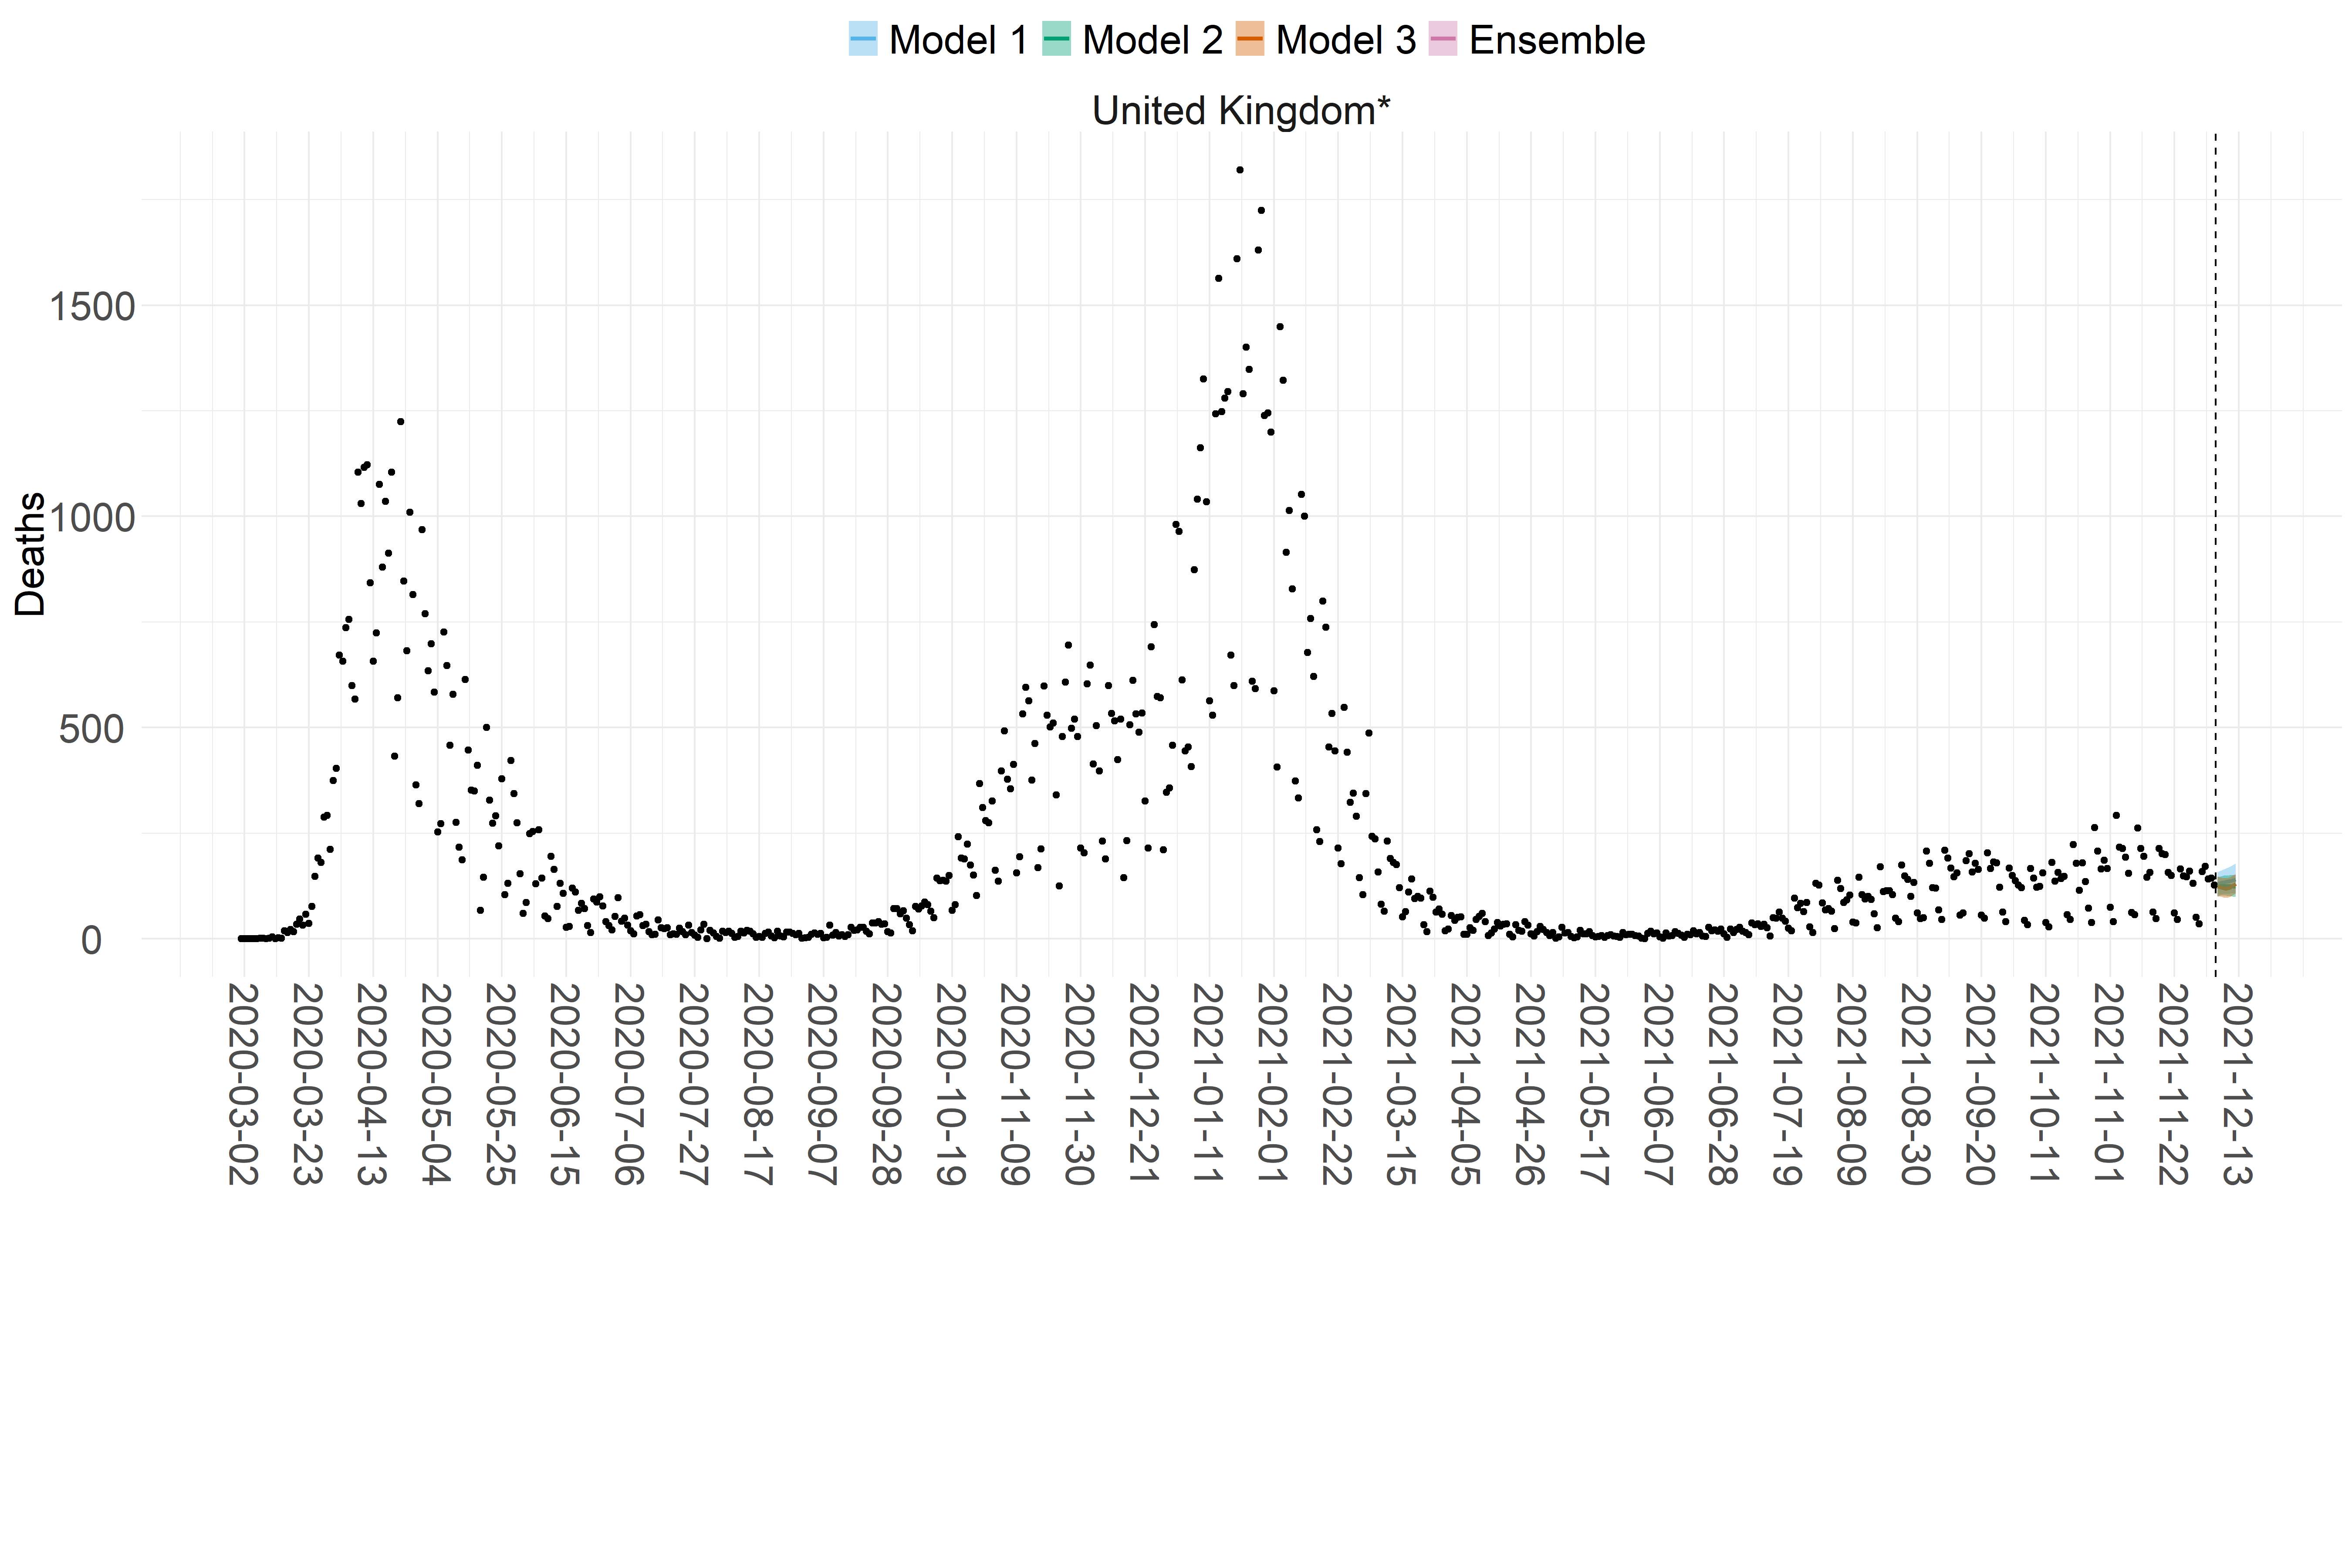 Model 1 Model 2 Model 3 Ensemble
United Kingdom*
Deaths
1500
1000
500
0
2020-03-02 2020-03-23 2020-04-13 2020-05-04 2020-05-25 2020-06-15 2020-07-06 2020-07-27 2020-08-17 2020-09-07 2020-09-28 2020-10-19 2020-11-09 2020-11-30 2020-12-21 2021-01-11 2021-02-01 2021-02-22 2021-03-15 2021-04-05 2021-04-26 2021-05-17 2021-06-07 2021-06-28 2021-07-19 2021-08-09 2021-08-30 2021-09-20 2021-10-11 2021-11-01 2021-11-22 2021-12-13